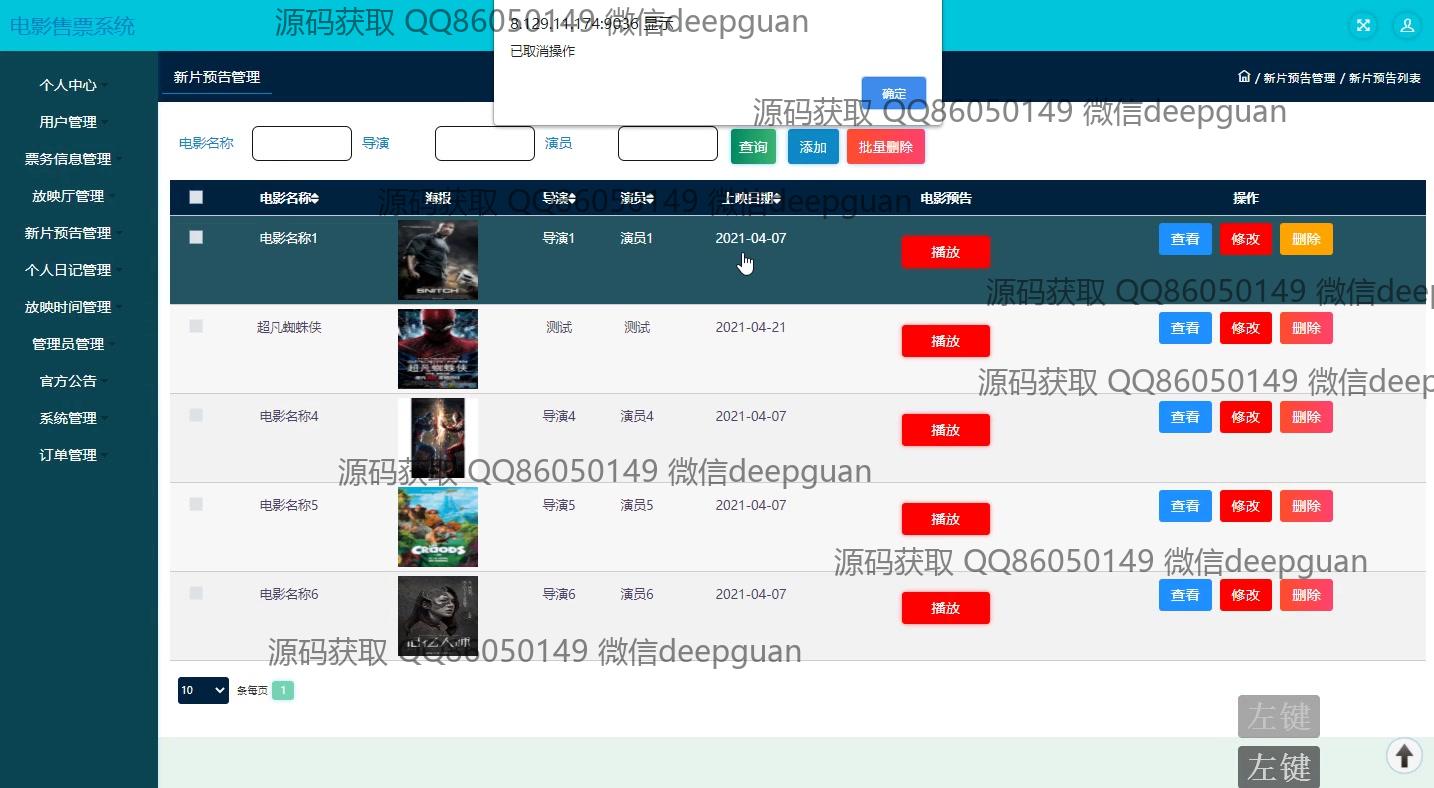 电影售票系统
源码获取 QQ86050149 微信deepguan
8.129.14.174:9036 显示
已取消操作
确定
个人中心
用户管理
票务信息管理
放映厅管理
新片预告管理
个人日记管理
放映时间管理
管理员管理
官方公告
系统管理
订单管理
新片预告管理
/ 新片预告管理 / 新片预告列表
源码获取 QQ86050149 微信deepguan
电影名称 导演 演员 查询 添加 批量删除
电影名称 海报 导演 演员 上映日期 电影预告 操作
源码获取 QQ86050149 微信deepguan
电影名称1 SNITCH 导演1 演员1 2021-04-07 播放 查看 修改 删除
源码获取 QQ86050149 微信deep
超凡蜘蛛侠 超凡蜘蛛侠 测试 测试 2021-04-21 播放 查看 修改 删除
源码获取 QQ86050149 微信deep
电影名称4 导演4 演员4 2021-04-07 播放 查看 修改 删除
源码获取 QQ86050149 微信deepguan
电影名称5 CROODS 导演5 演员5 2021-04-07 播放 查看 修改 删除
源码获取 QQ86050149 微信deepguan
电影名称6 记忆大师 导演6 演员6 2021-04-07 播放 查看 修改 删除
源码获取 QQ86050149 微信deepguan
10 条每页 1
左键
左键